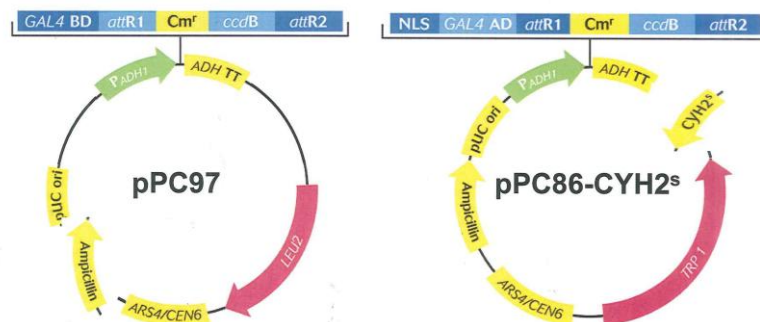 GAL4 BD attR1 Cmʳ ccdB attR2
PADH1
ADH TT
pUC ori
pPC97
Ampicillin
LEU2
ARS4/CEN6
NLS GAL4 AD attR1 Cmʳ ccdB attR2
PADH1
ADH TT
pUC ori
CYH2ˢ
pPC86-CYH2ˢ
Ampicillin
TRP 1
ARS4/CEN6